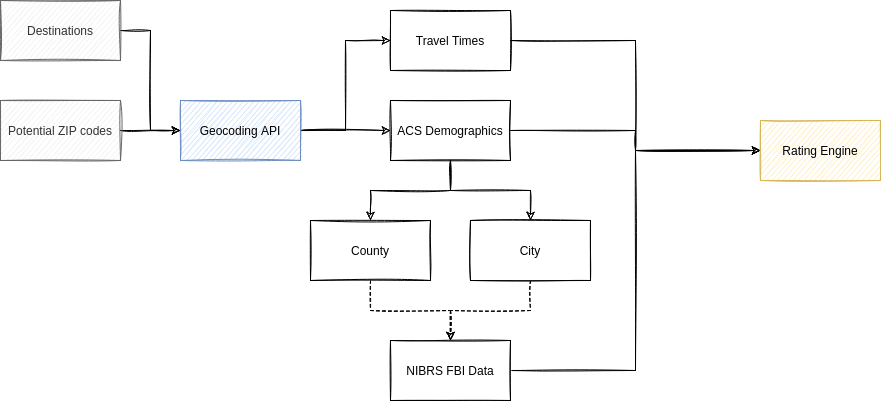 Destinations
Travel Times
Potential ZIP codes
Geocoding API
ACS Demographics
Rating Engine
County
City
NIBRS FBI Data